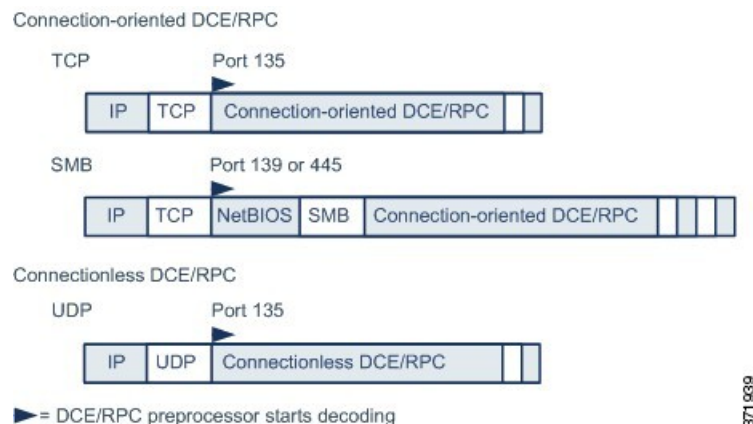 Connection-oriented DCE/RPC
TCP Port 135
IP TCP Connection-oriented DCE/RPC
SMB Port 139 or 445
IP TCP NetBIOS SMB Connection-oriented DCE/RPC
Connectionless DCE/RPC
UDP Port 135
IP UDP Connectionless DCE/RPC
= DCE/RPC preprocessor starts decoding
371939